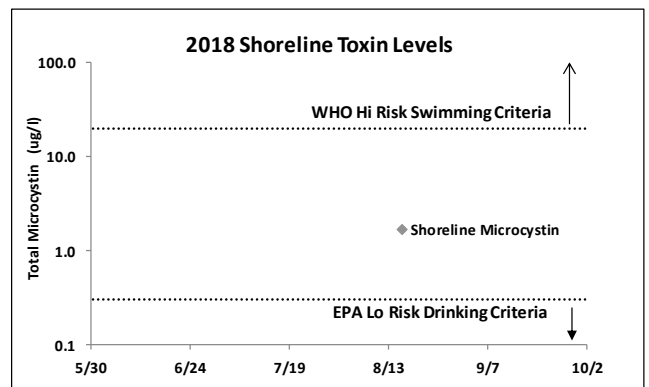 2018 Shoreline Toxin Levels
Total Microcystin (ug/l)
100.0
10.0
1.0
0.1
WHO Hi Risk Swimming Criteria
Shoreline Microcystin
EPA Lo Risk Drinking Criteria
5/30 6/24 7/19 8/13 9/7 10/2